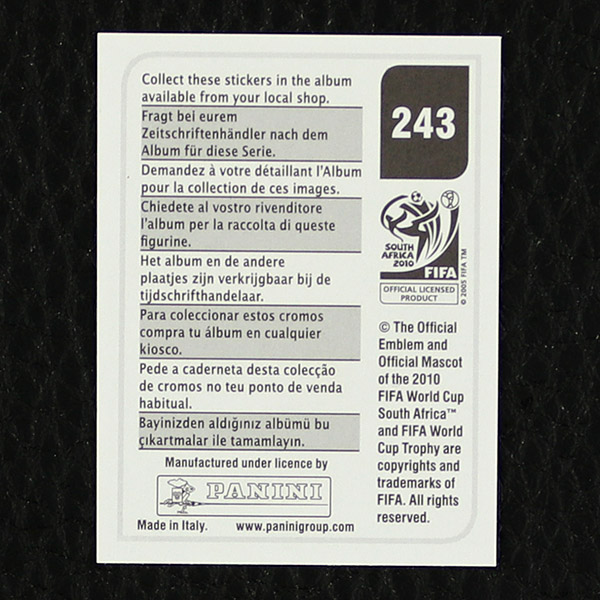 Collect these stickers in the album
available from your local shop.
Fragt bei eurem
Zeitschriftenhändler nach dem
Album für diese Serie.
Demandez à votre détaillant l'Album
pour la collection de ces images.
Chiedete al vostro rivenditore
l'album per la raccolta di queste
figurine.
Het album en de andere
plaatjes zijn verkrijgbaar bij de
tijdschrifthandelaar.
Para coleccionar estos cromos
compra tu álbum en cualquier
kiosco.
Pede a caderneta desta colecção
de cromos no teu ponto de venda
habitual.
Bayinizden aldığınız albümü bu
çıkartmalar ile tamamlayın.
Manufactured under licence by
PANINI
Made in Italy. www.paninigroup.com
243
SOUTH
AFRICA
2010
FIFA
© 2005 FIFA TM
OFFICIAL LICENSED
PRODUCT
© The Official
Emblem and
Official Mascot
of the 2010
FIFA World Cup
South Africa™
and FIFA World
Cup Trophy are
copyrights and
trademarks of
FIFA. All rights
reserved.